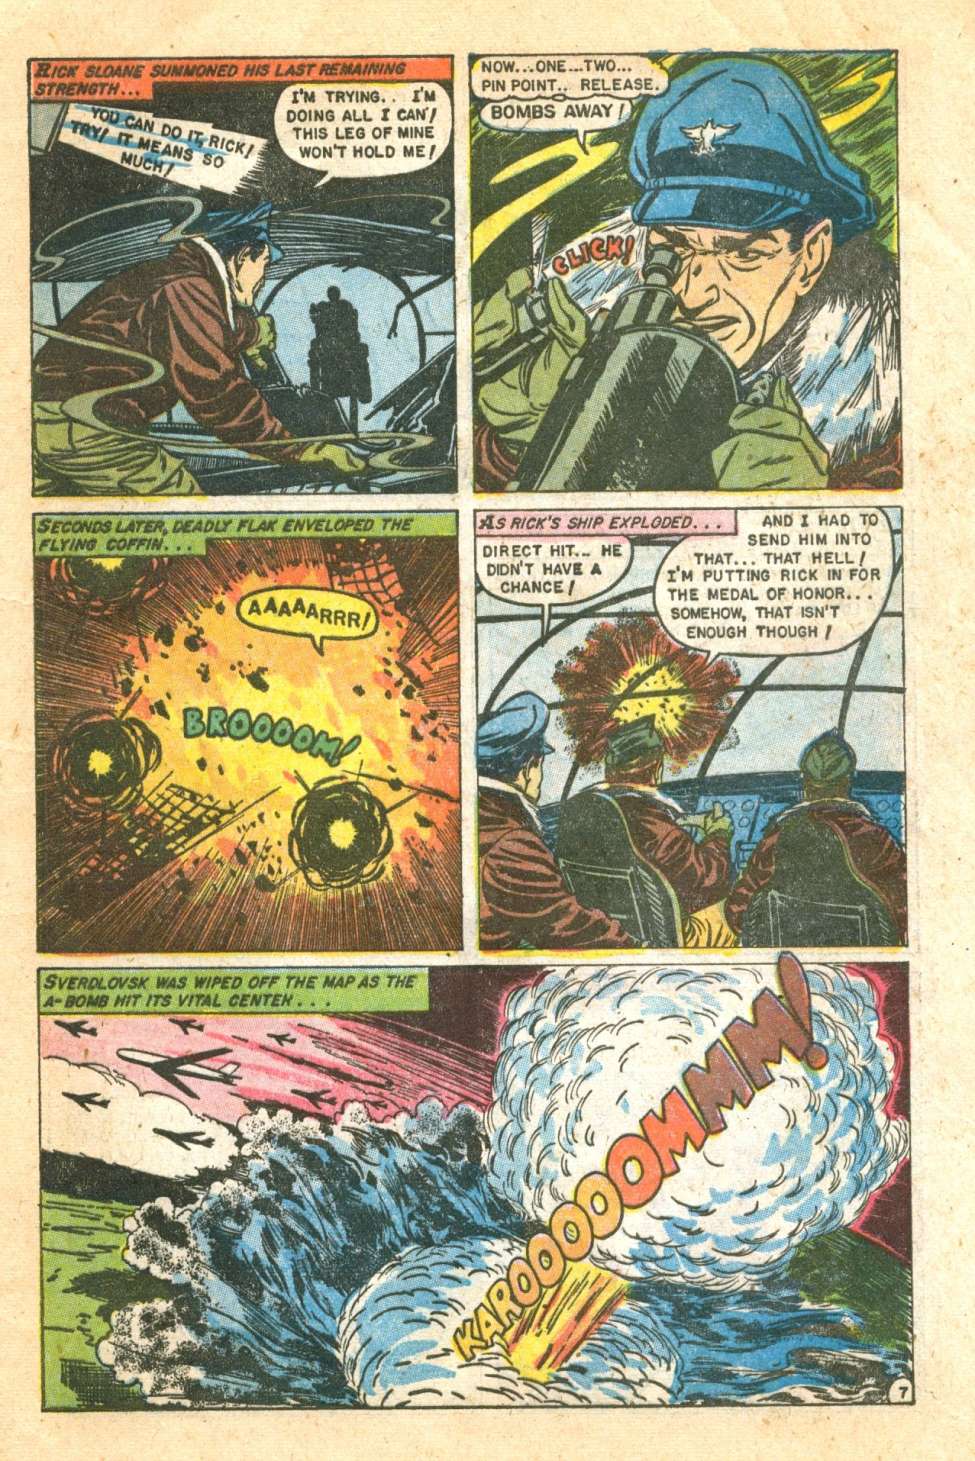 RICK SLOANE SUMMONED HIS LAST REMAINING
STRENGTH...
YOU CAN DO IT, RICK!
TRY! IT MEANS SO
MUCH!
I'M TRYING.. I'M
DOING ALL I CAN!
THIS LEG OF MINE
WON'T HOLD ME!
NOW...ONE...TWO...
PIN POINT.. RELEASE.
BOMBS AWAY!
CLICK!
SECONDS LATER, DEADLY FLAK ENVELOPED THE
FLYING COFFIN...
AAAAARRR!
BROOOOM!
AS RICK'S SHIP EXPLODED...
DIRECT HIT... HE
DIDN'T HAVE A
CHANCE!
AND I HAD TO
SEND HIM INTO
THAT... THAT HELL!
I'M PUTTING RICK IN FOR
THE MEDAL OF HONOR...
SOMEHOW, THAT ISN'T
ENOUGH THOUGH!
SVERDLOVSK WAS WIPED OFF THE MAP AS THE
A-BOMB HIT ITS VITAL CENTER...
KAROOOOOOMMMM!
7